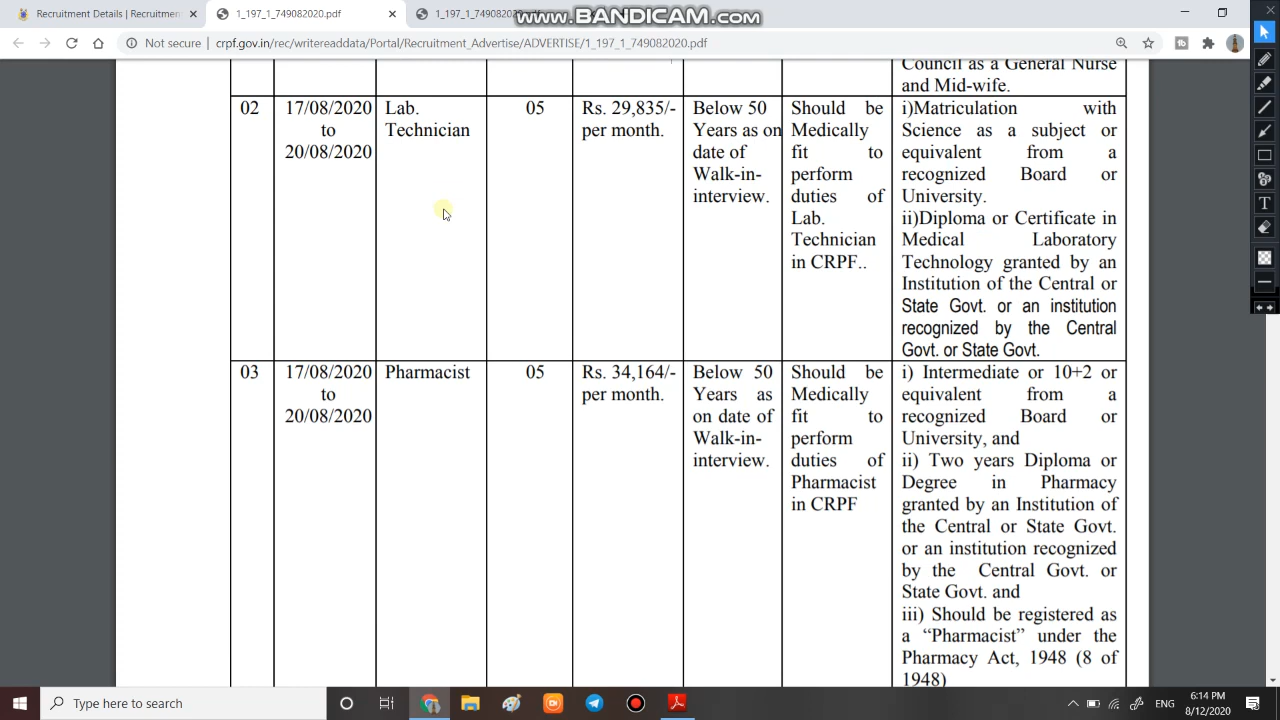 Recruitment Details | Recruitment
1_197_1_749082020.pdf
1_197_1_749082020.pdf
www.BANDICAM.com
Not secure | crpf.gov.in/rec/writereaddata/Portal/Recruitment_Advertise/ADVERTISE/1_197_1_749082020.pdf
Council as a General Nurse
and Mid-wife.
02
17/08/2020
to
20/08/2020
Lab.
Technician
05
Rs. 29,835/-
per month.
Below 50
Years as on
date of
Walk-in-
interview.
Should be
Medically
fit to
perform
duties of
Lab.
Technician
in CRPF..
i)Matriculation with
Science as a subject or
equivalent from a
recognized Board or
University.
ii)Diploma or Certificate in
Medical Laboratory
Technology granted by an
Institution of the Central or
State Govt. or an institution
recognized by the Central
Govt. or State Govt.
03
17/08/2020
to
20/08/2020
Pharmacist
05
Rs. 34,164/-
per month.
Below 50
Years as
on date of
Walk-in-
interview.
Should be
Medically
fit to
perform
duties of
Pharmacist
in CRPF
i) Intermediate or 10+2 or
equivalent from a
recognized Board or
University, and
ii) Two years Diploma or
Degree in Pharmacy
granted by an Institution of
the Central or State Govt.
or an institution recognized
by the Central Govt. or
State Govt. and
iii) Should be registered as
a “Pharmacist” under the
Pharmacy Act, 1948 (8 of
1948)
Type here to search
ENG
6:14 PM
8/12/2020